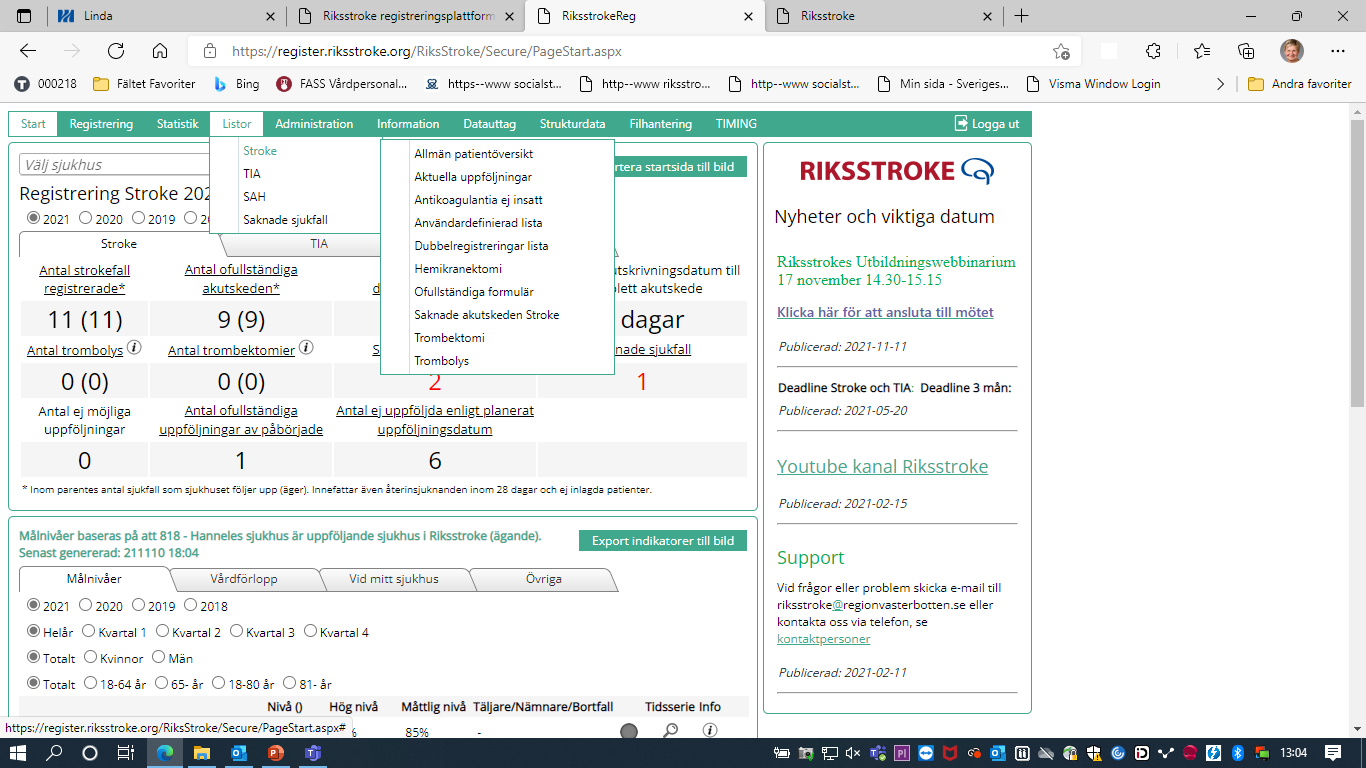 Linda
Riksstroke registreringsplattform
RiksstrokeReg
Riksstroke
https://register.riksstroke.org/RiksStroke/Secure/PageStart.aspx
000218
Fältet Favoriter
Bing
FASS Vårdpersonal...
https--www socialst...
http--www riksstro...
http--www socialst...
Min sida - Sveriges...
Visma Window Login
Andra favoriter
Start Registrering Statistik Listor Administration Information Datauttag Strukturdata Filhantering TIMING Logga ut
Välj sjukhus
rtera startsida till bild
Stroke
TIA
SAH
Saknade sjukfall
Allmän patientöversikt
Aktuella uppföljningar
Antikoagulantia ej insatt
Användardefinierad lista
Dubbelregistreringar lista
Hemikranektomi
Ofullständiga formulär
Saknade akutskeden Stroke
Trombektomi
Trombolys
Registrering Stroke 202
2021 2020 2019
Stroke TIA
Antal strokefall
registrerade*
Antal ofullständiga
akutskeden*
utskrivningsdatum till
plett akutskede
11 (11) 9 (9) dagar
Antal trombolys Antal trombektomier nade sjukfall
0 (0) 0 (0) 2 1
Antal ej möjliga
uppföljningar
Antal ofullständiga
uppföljningar av påbörjade
Antal ej uppföljda enligt planerat
uppföljningsdatum
0 1 6
* Inom parentes antal sjukfall som sjukhuset följer upp (äger). Innefattar även återinsjuknanden inom 28 dagar och ej inlagda patienter.
Målnivåer baseras på att 818 - Hanneles sjukhus är uppföljande sjukhus i Riksstroke (ägande).
Senast genererad: 211110 18:04
Export indikatorer till bild
Målnivåer Vårdförlopp Vid mitt sjukhus Övriga
2021 2020 2019 2018
Helår Kvartal 1 Kvartal 2 Kvartal 3 Kvartal 4
Totalt Kvinnor Män
Totalt 18-64 år 65- år 18-80 år 81- år
Nivå () Hög nivå Måttlig nivå Täljare/Nämnare/Bortfall Tidsserie Info
% 85% -
RIKSSTROKE
Nyheter och viktiga datum
Riksstrokes Utbildningswebbinarium
17 november 14.30-15.15
Klicka här för att ansluta till mötet
Publicerad: 2021-11-11
Deadline Stroke och TIA: Deadline 3 mån:
Publicerad: 2021-05-20
Youtube kanal Riksstroke
Publicerad: 2021-02-15
Support
Vid frågor eller problem skicka e-mail till
riksstroke@regionvasterbotten.se eller
kontakta oss via telefon, se
kontaktpersoner
Publicerad: 2021-02-11
https://register.riksstroke.org/RiksStroke/Secure/PageStart.aspx#
13:04